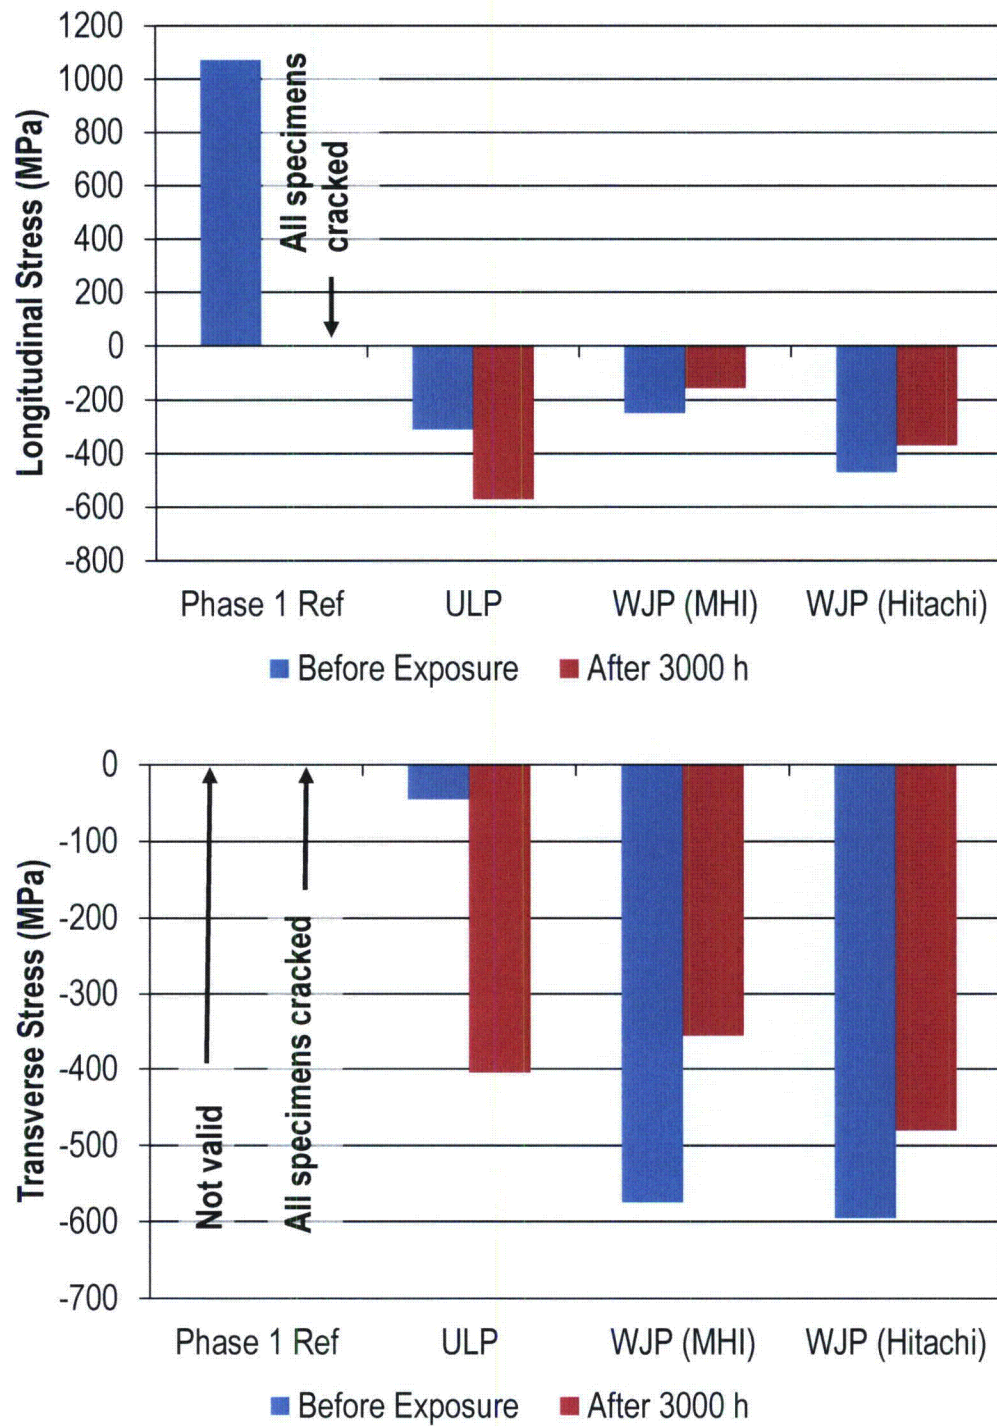 1200
1000
800
600
400
200
0
-200
-400
-600
-800
Longitudinal Stress (MPa)
All specimens
cracked
Phase 1 Ref ULP WJP (MHI) WJP (Hitachi)
Before Exposure After 3000 h
0
-100
-200
-300
-400
-500
-600
-700
Transverse Stress (MPa)
Not valid
All specimens cracked
Phase 1 Ref ULP WJP (MHI) WJP (Hitachi)
Before Exposure After 3000 h